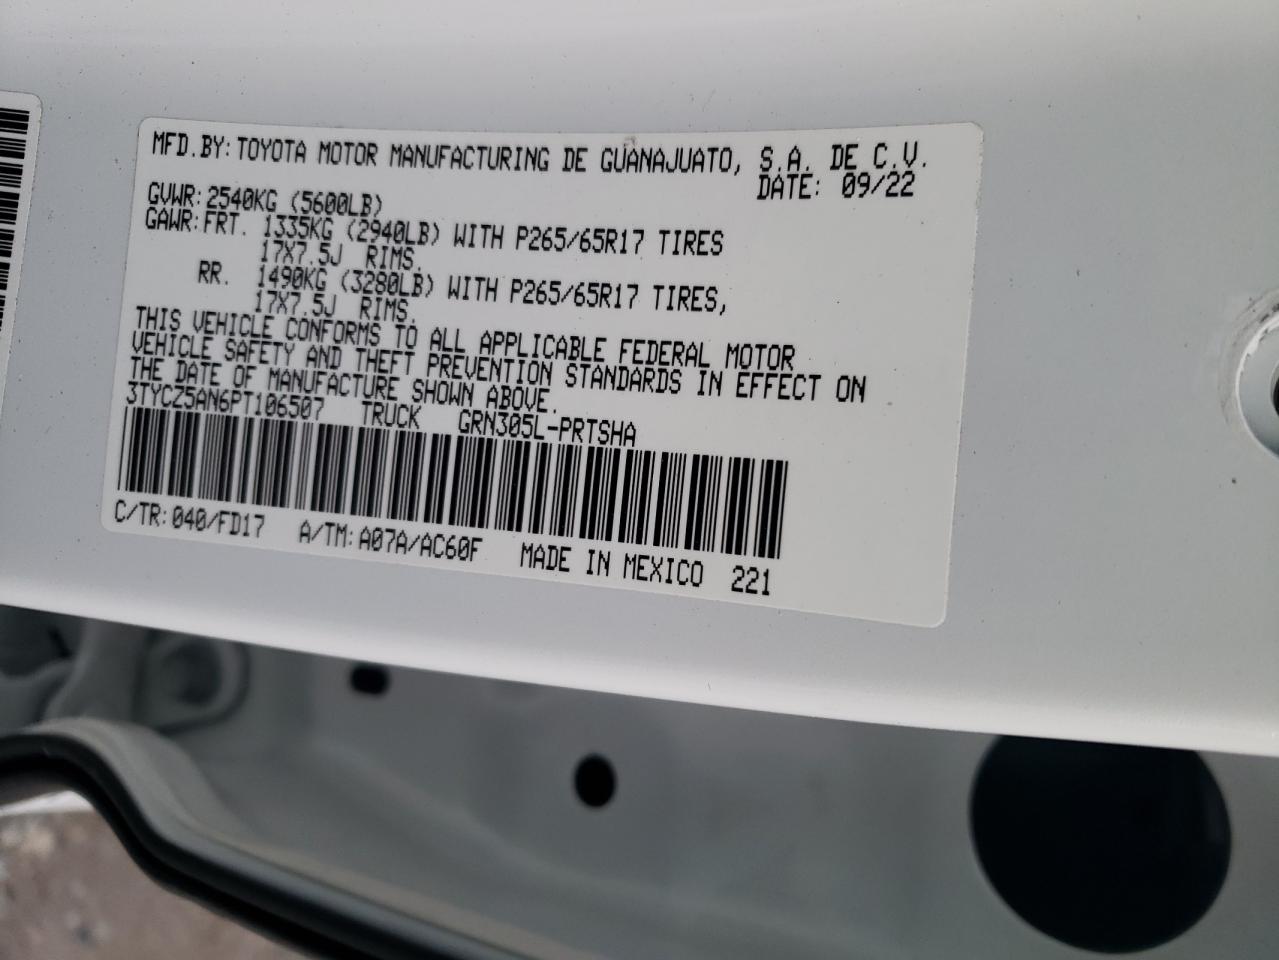 MFD.BY: TOYOTA MOTOR MANUFACTURING DE GUANAJUATO, S.A. DE C.V.
DATE: 09/22
GVWR: 2540KG (5600LB)
GAWR: FRT. 1335KG (2940LB) WITH P265/65R17 TIRES
17X7.5J RIMS.
RR. 1490KG (3280LB) WITH P265/65R17 TIRES,
17X7.5J RIMS.
THIS VEHICLE CONFORMS TO ALL APPLICABLE FEDERAL MOTOR
VEHICLE SAFETY AND THEFT PREVENTION STANDARDS IN EFFECT ON
THE DATE OF MANUFACTURE SHOWN ABOVE.
3TYCZ5AN6PT106507 TRUCK GRN305L-PRTSHA
C/TR: 040/FD17 A/TM: A07A/AC60F MADE IN MEXICO 221